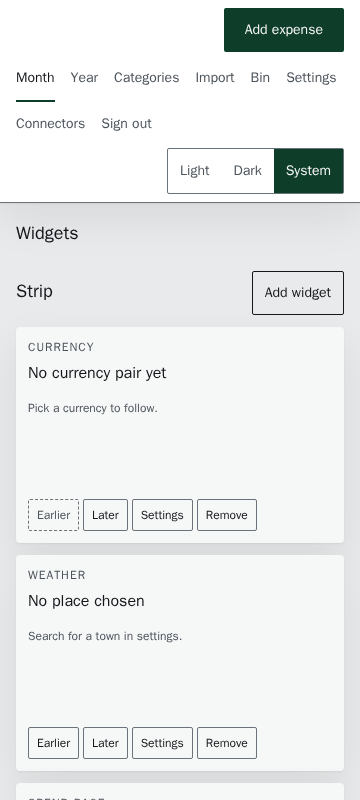 Add expense
Month Year Categories Import Bin Settings
Connectors Sign out
Light Dark System
Widgets
Strip Add widget
CURRENCY
No currency pair yet
Pick a currency to follow.
Earlier Later Settings Remove
WEATHER
No place chosen
Search for a town in settings.
Earlier Later Settings Remove